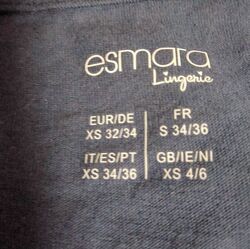 esmara
Lingerie
EUR/DE FR
XS 32/34 S 34/36
IT/ES/PT GB/IE/NI
XS 34/36 XS 4/6